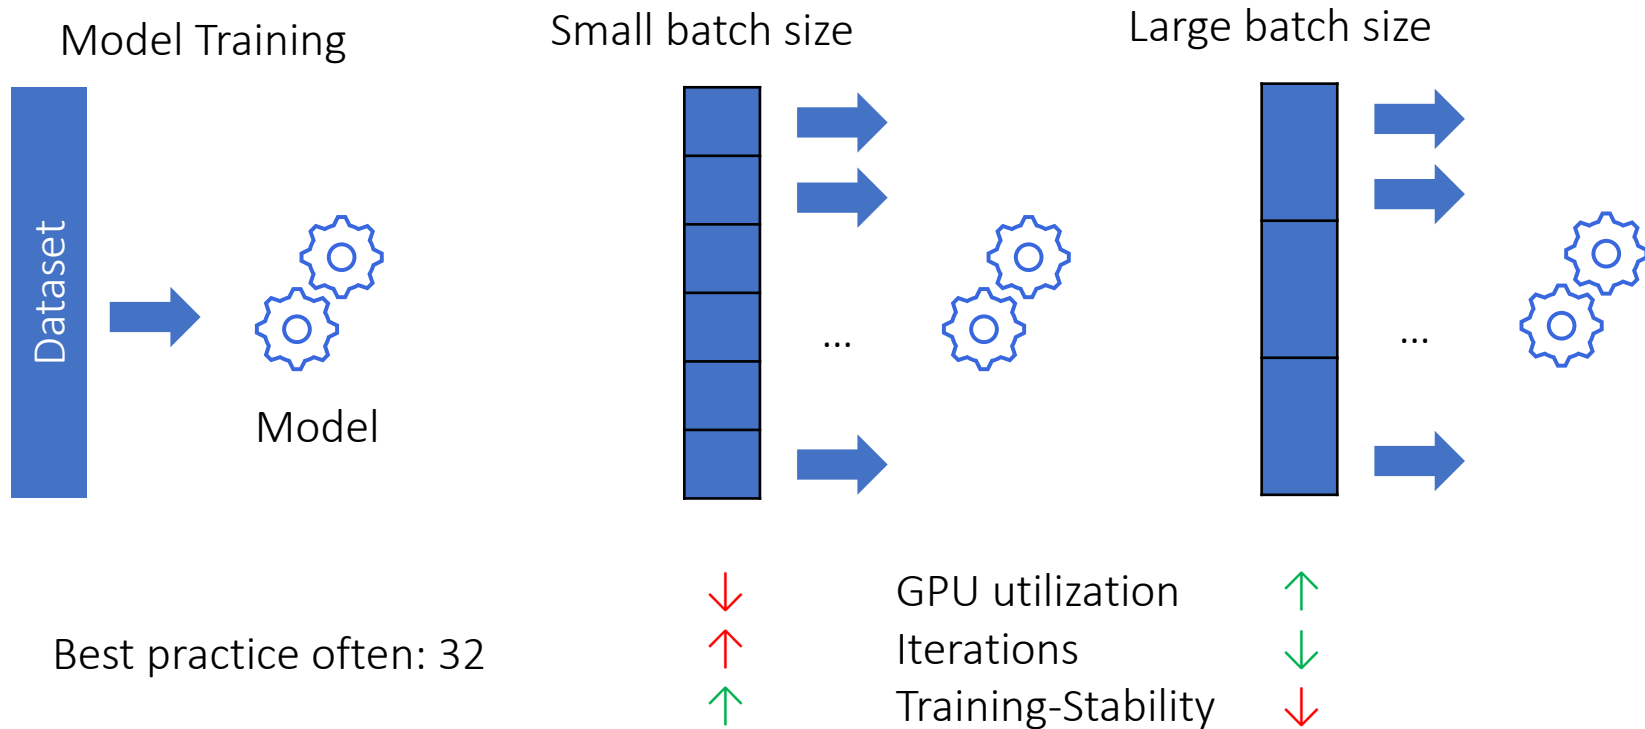 Model Training
Small batch size
Large batch size
Dataset
...
...
Model
GPU utilization
Best practice often: 32
Iterations
Training-Stability